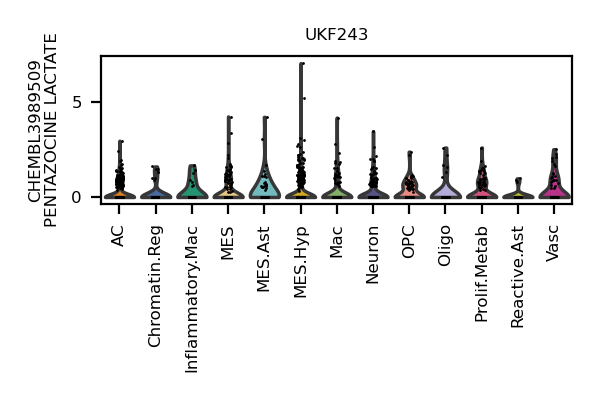 UKF243
CHEMBL3989509
PENTAZOCINE LACTATE
5
0
AC
Chromatin.Reg
Inflammatory.Mac
MES
MES.Ast
MES.Hyp
Mac
Neuron
OPC
Oligo
Prolif.Metab
Reactive.Ast
Vasc